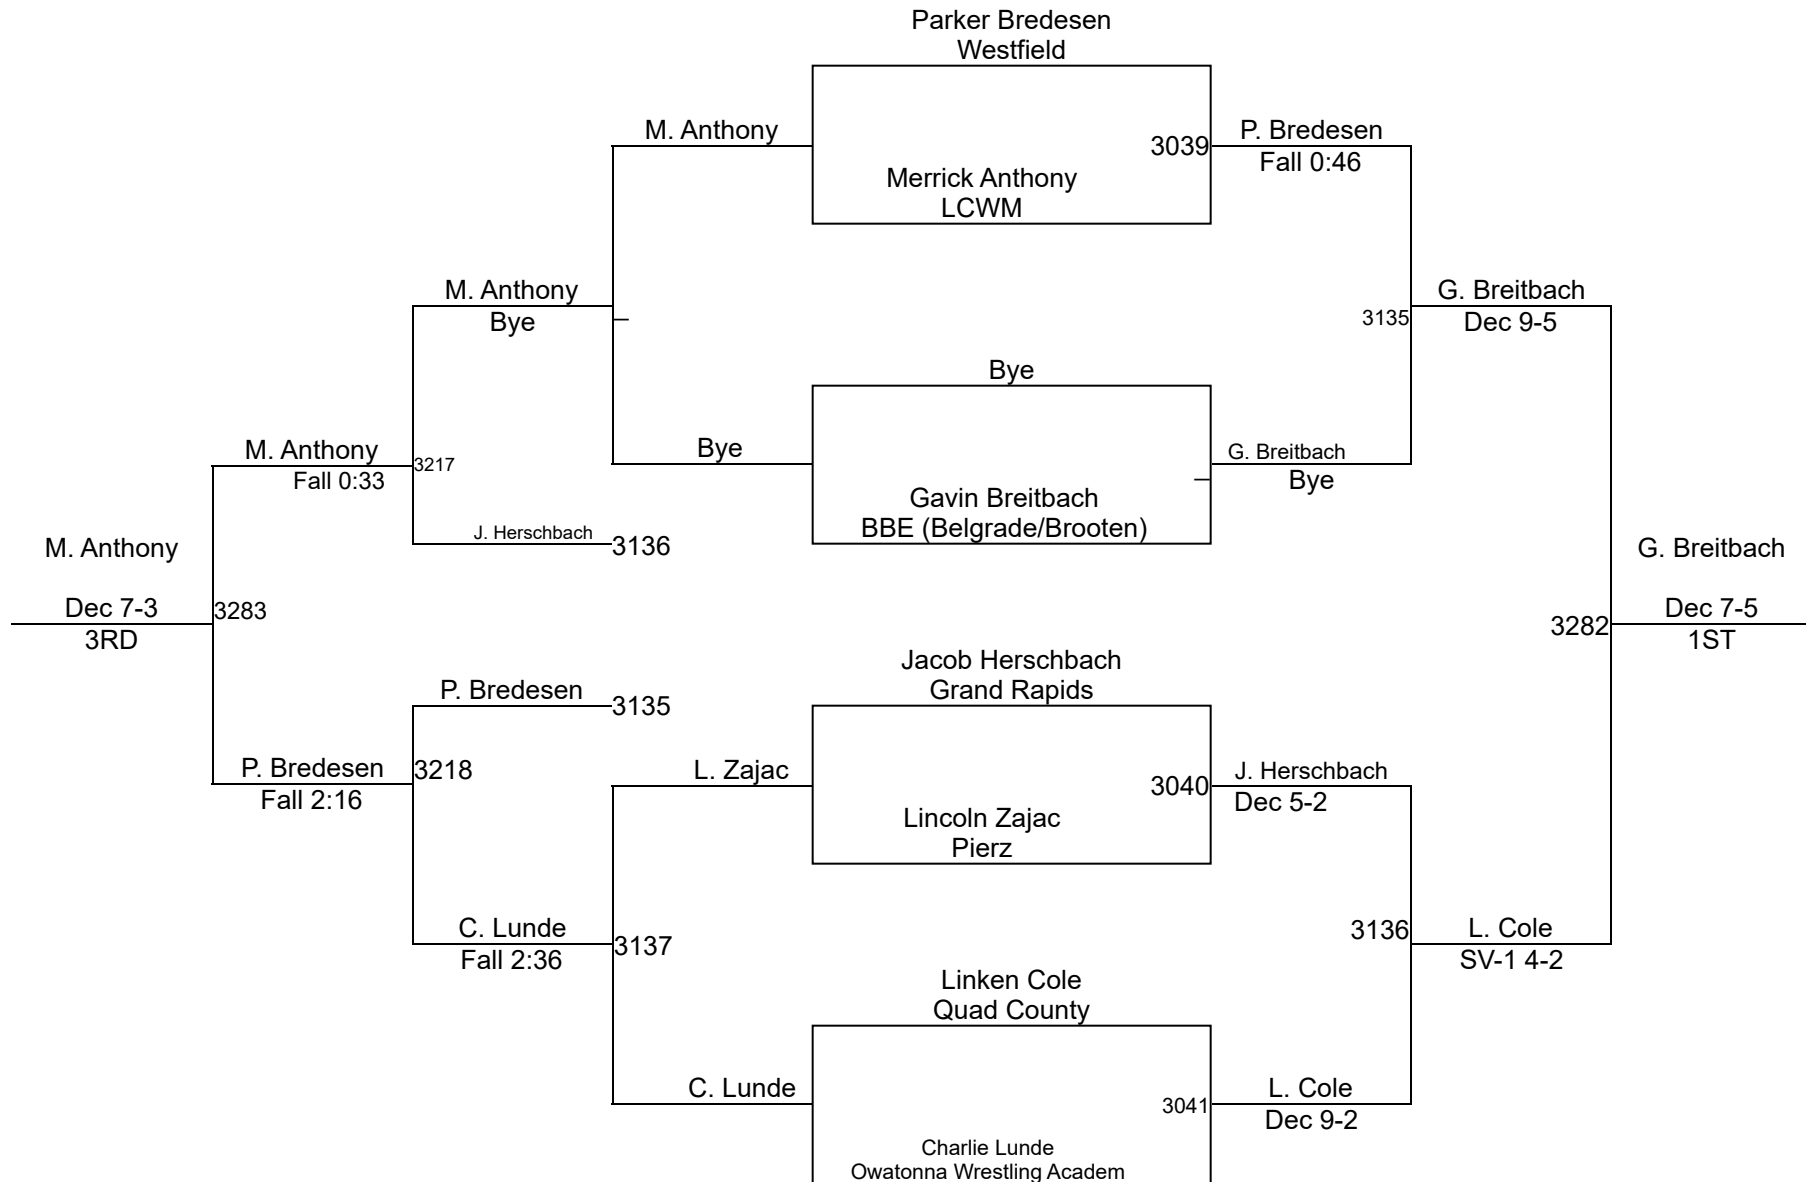 Parker Bredesen
Westfield
M. Anthony
3039
P. Bredesen
Fall 0:46
Merrick Anthony
LCWM
M. Anthony
Bye
3135
G. Breitbach
Dec 9-5
Bye
M. Anthony
Fall 0:33
3217
Bye
G. Breitbach
Bye
Gavin Breitbach
BBE (Belgrade/Brooten)
J. Herschbach
3136
M. Anthony
Dec 7-3
3RD
3283
G. Breitbach
Dec 7-5
1ST
3282
Jacob Herschbach
Grand Rapids
P. Bredesen
3135
P. Bredesen
Fall 2:16
3218
L. Zajac
3040
J. Herschbach
Dec 5-2
Lincoln Zajac
Pierz
C. Lunde
Fall 2:36
3137
3136
L. Cole
SV-1 4-2
Linken Cole
Quad County
C. Lunde
3041
L. Cole
Dec 9-2
Charlie Lunde
Owatonna Wrestling Academ